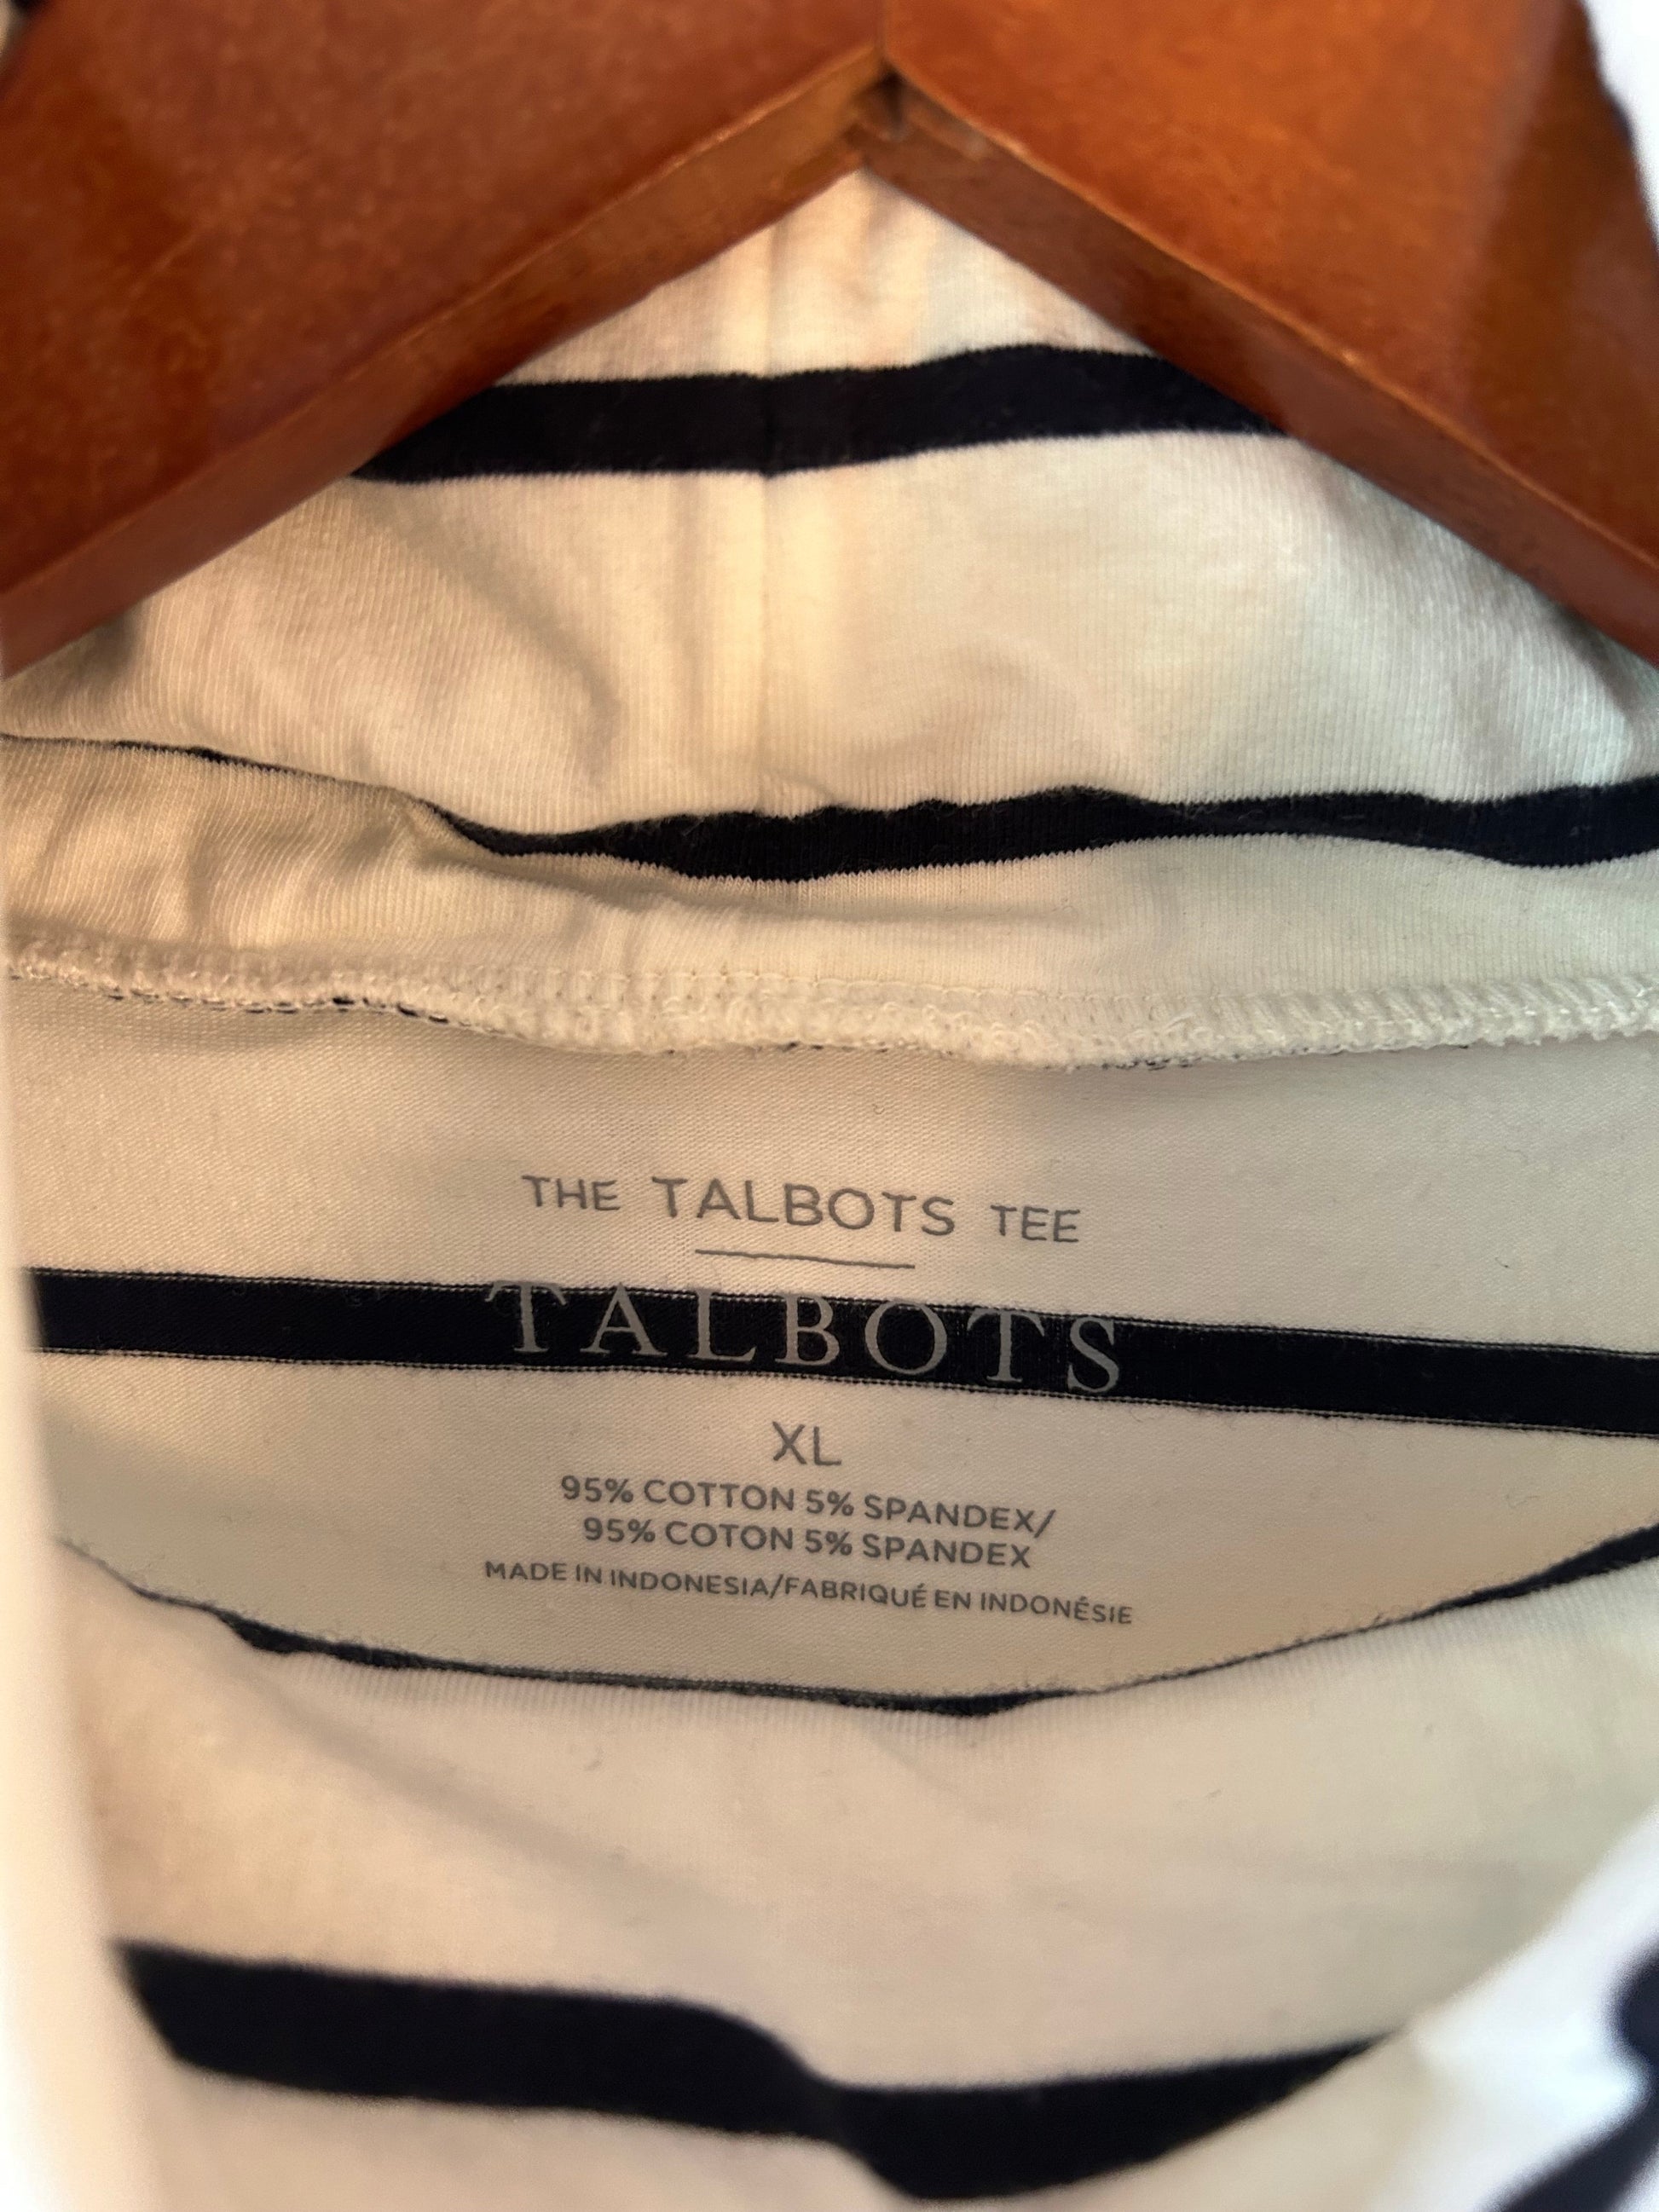 THE TALBOTS TEE
TALBOTS
XL
95% COTTON 5% SPANDEX/
95% COTON 5% SPANDEX
MADE IN INDONESIA/FABRIQUÉ EN INDONÉSIE